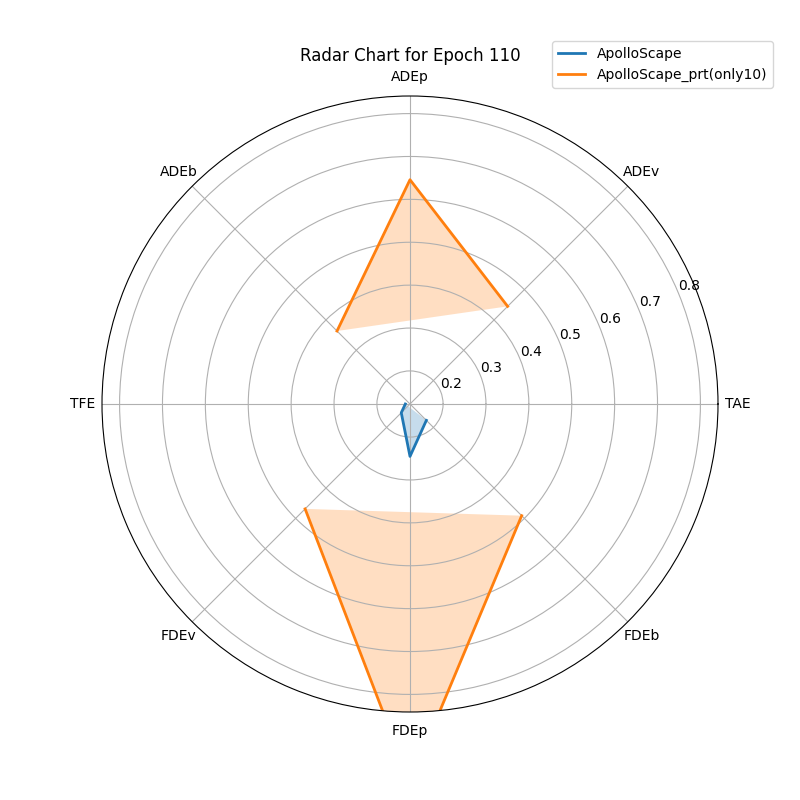 Radar Chart for Epoch 110
ApolloScape
ApolloScape_prt(only10)
ADEp
ADEb
ADEv
0.8
0.7
0.6
0.5
0.4
0.3
0.2
TFE
TAE
FDEv
FDEb
FDEp